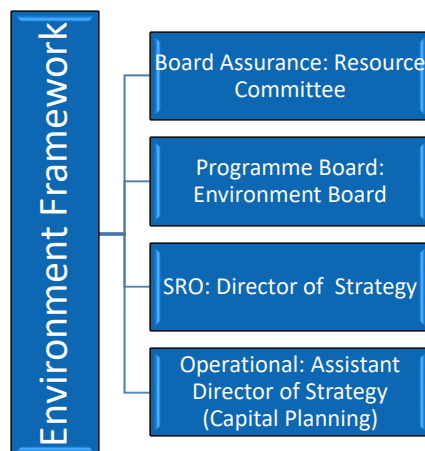 Environment Framework
Board Assurance: Resource
Committee
Programme Board:
Environment Board
SRO: Director of  Strategy
Operational: Assistant
Director of Strategy
(Capital Planning)